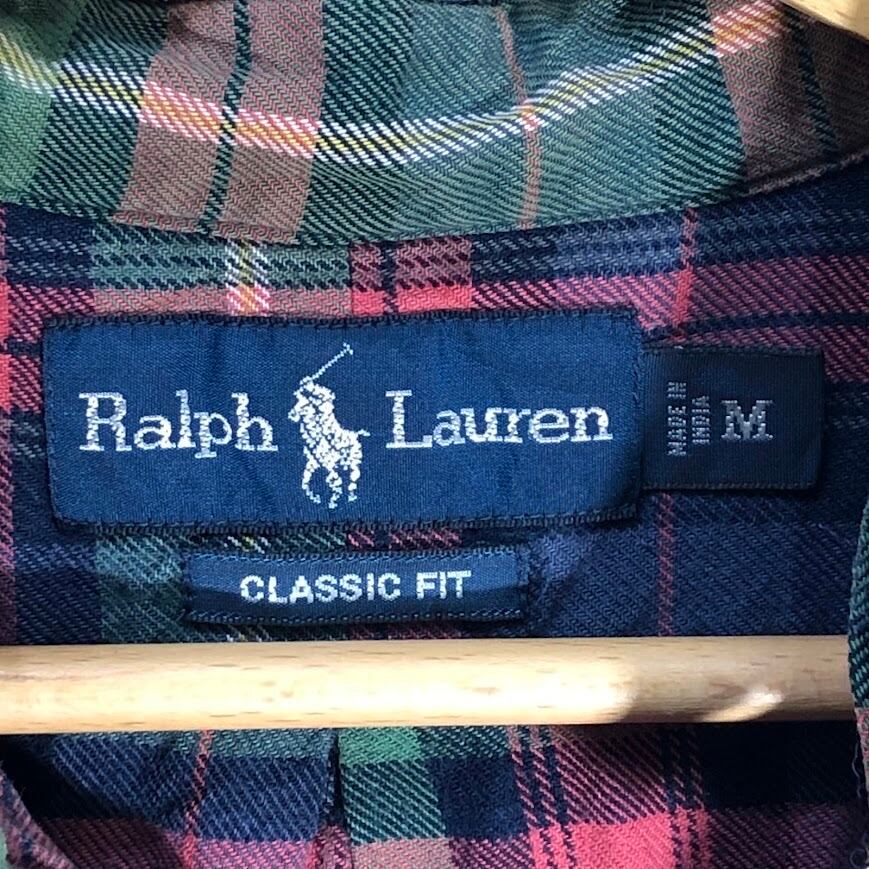 Ralph Lauren
MADE IN
INDIA
M
CLASSIC FIT